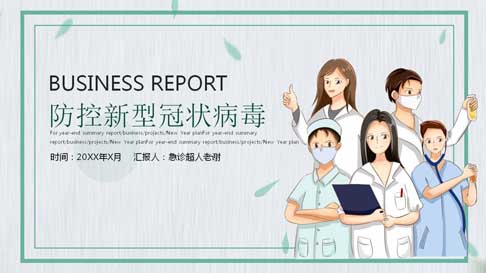 BUSINESS REPORT
防控新型冠状病毒
For year-end summary report/business/projects/New Year planFor year-end summary
report/business/projects/New Year planFor year-end summary report/business/projects/New Year plan
时间：20XX年X月 汇报人：急诊超人老谢